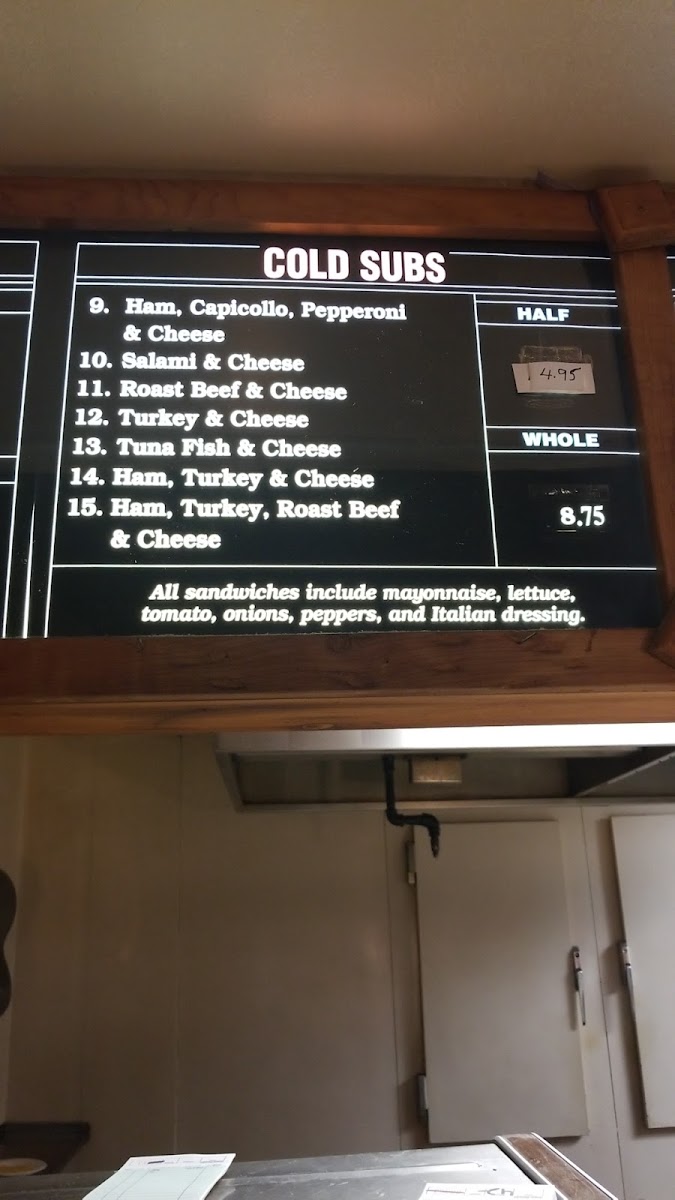 COLD SUBS
9. Ham, Capicollo, Pepperoni
& Cheese
10. Salami & Cheese
11. Roast Beef & Cheese
12. Turkey & Cheese
13. Tuna Fish & Cheese
14. Ham, Turkey & Cheese
15. Ham, Turkey, Roast Beef
& Cheese
HALF
4.95
WHOLE
8.75
All sandwiches include mayonnaise, lettuce,
tomato, onions, peppers, and Italian dressing.